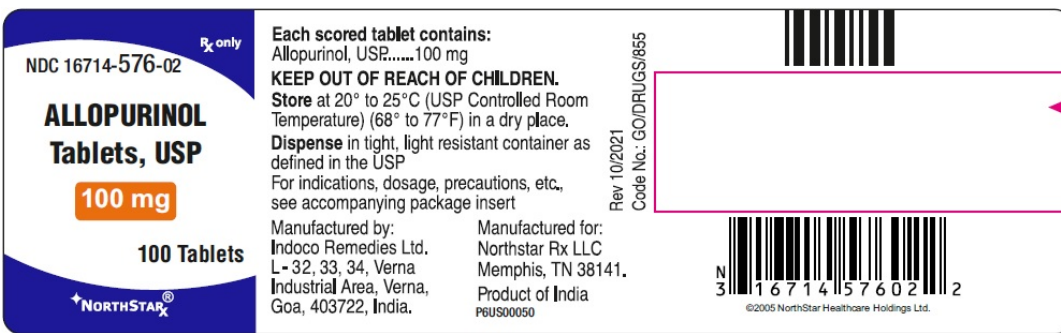 Rx only
NDC 16714-576-02
ALLOPURINOL
Tablets, USP
100 mg
100 Tablets
NORTHSTARx®
Each scored tablet contains:
Allopurinol, USP.......100 mg
KEEP OUT OF REACH OF CHILDREN.
Store at 20° to 25°C (USP Controlled Room
Temperature) (68° to 77°F) in a dry place.
Dispense in tight, light resistant container as
defined in the USP
For indications, dosage, precautions, etc.,
see accompanying package insert
Manufactured by:
Indoco Remedies Ltd.
L - 32, 33, 34, Verna
Industrial Area, Verna,
Goa, 403722, India.
Manufactured for:
Northstar Rx LLC
Memphis, TN 38141.
Product of India
P6US00050
Rev 10/2021
Code No.: GO/DRUGS/855
N
3 16714 57602 2
©2005 NorthStar Healthcare Holdings Ltd.